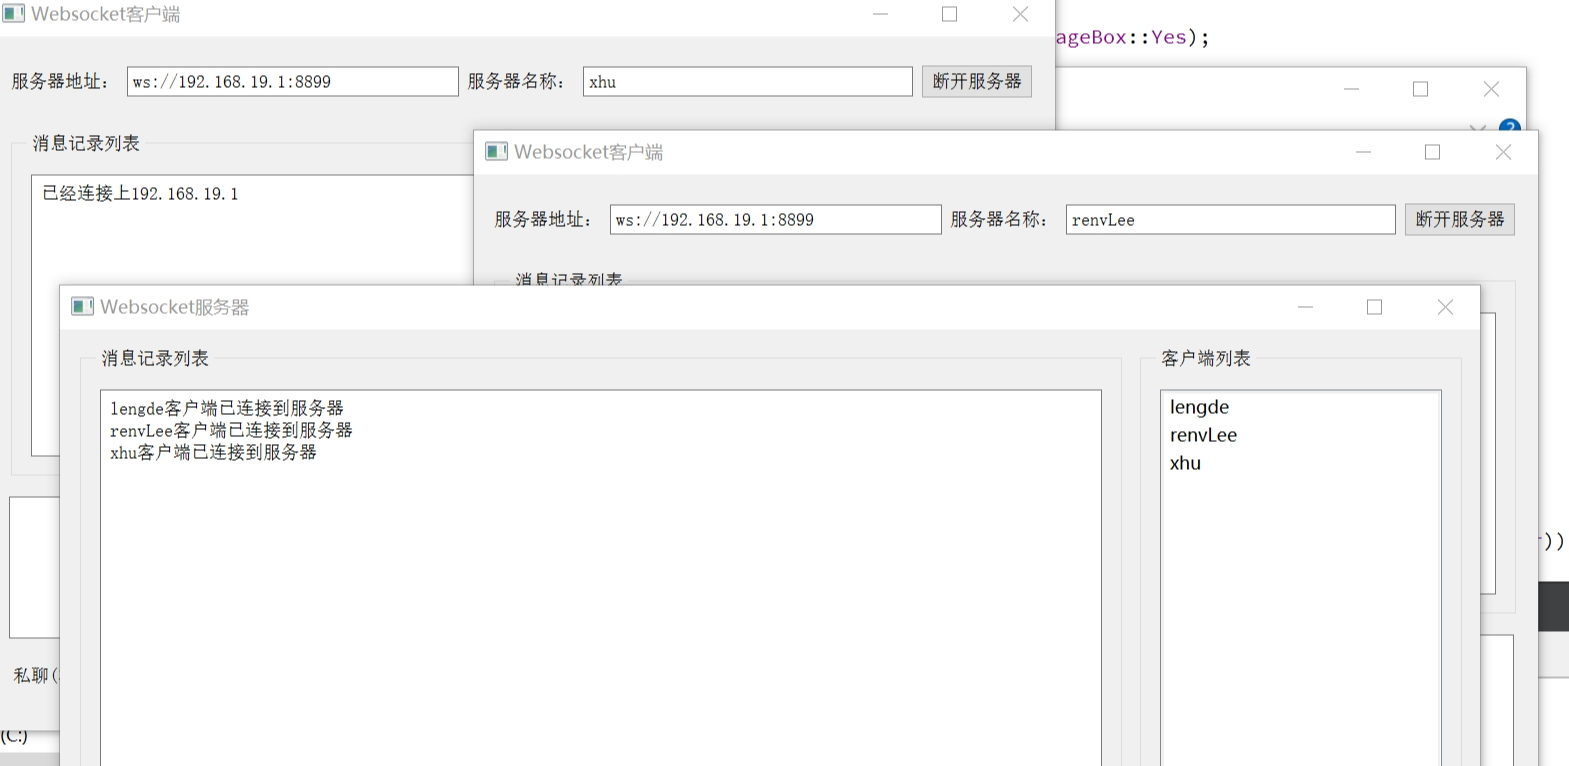 Websocket客户端
ageBox::Yes);
服务器地址： ws://192.168.19.1:8899 服务器名称： xhu 断开服务器
消息记录列表
已经连接上192.168.19.1
?
Websocket客户端
服务器地址： ws://192.168.19.1:8899 服务器名称： renvLee 断开服务器
消息记录列表
Websocket服务器
消息记录列表
lengde客户端已连接到服务器
renvLee客户端已连接到服务器
xhu客户端已连接到服务器
客户端列表
lengde
renvLee
xhu
))
私聊(
(C:)